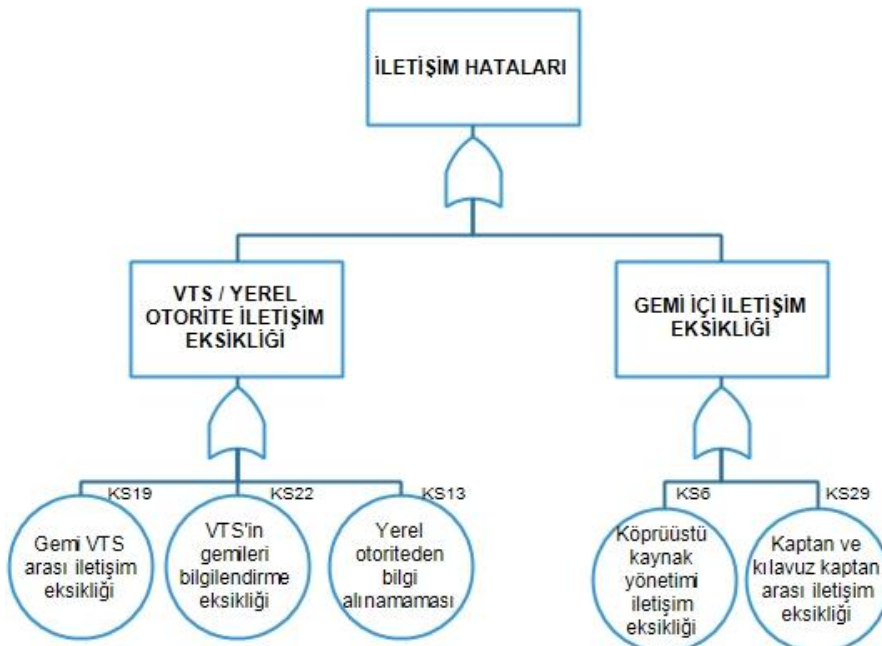 İLETİŞİM HATALARI
VTS / YEREL
OTORİTE İLETİŞİM
EKSİKLİĞİ
GEMİ İÇİ İLETİŞİM
EKSİKLİĞİ
KS19
KS22
KS13
KS6
KS29
Gemi VTS
arası iletişim
eksikliği
VTS'in
gemileri
bilgilendirme
eksikliği
Yerel
otoriteden
bilgi
alınamaması
Köprüüstü
kaynak
yönetimi
iletişim
eksikliği
Kaptan ve
kılavuz kaptan
arası iletişim
eksikliği